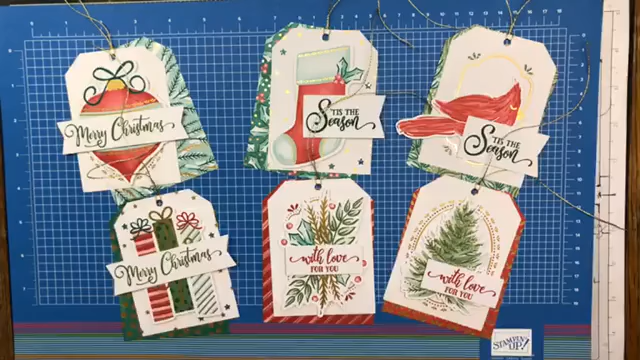 Merry Christmas
'TIS THE
Season
'TIS THE
Season
Merry Christmas
with love
FOR YOU
with love
FOR YOU
STAMPIN' UP!